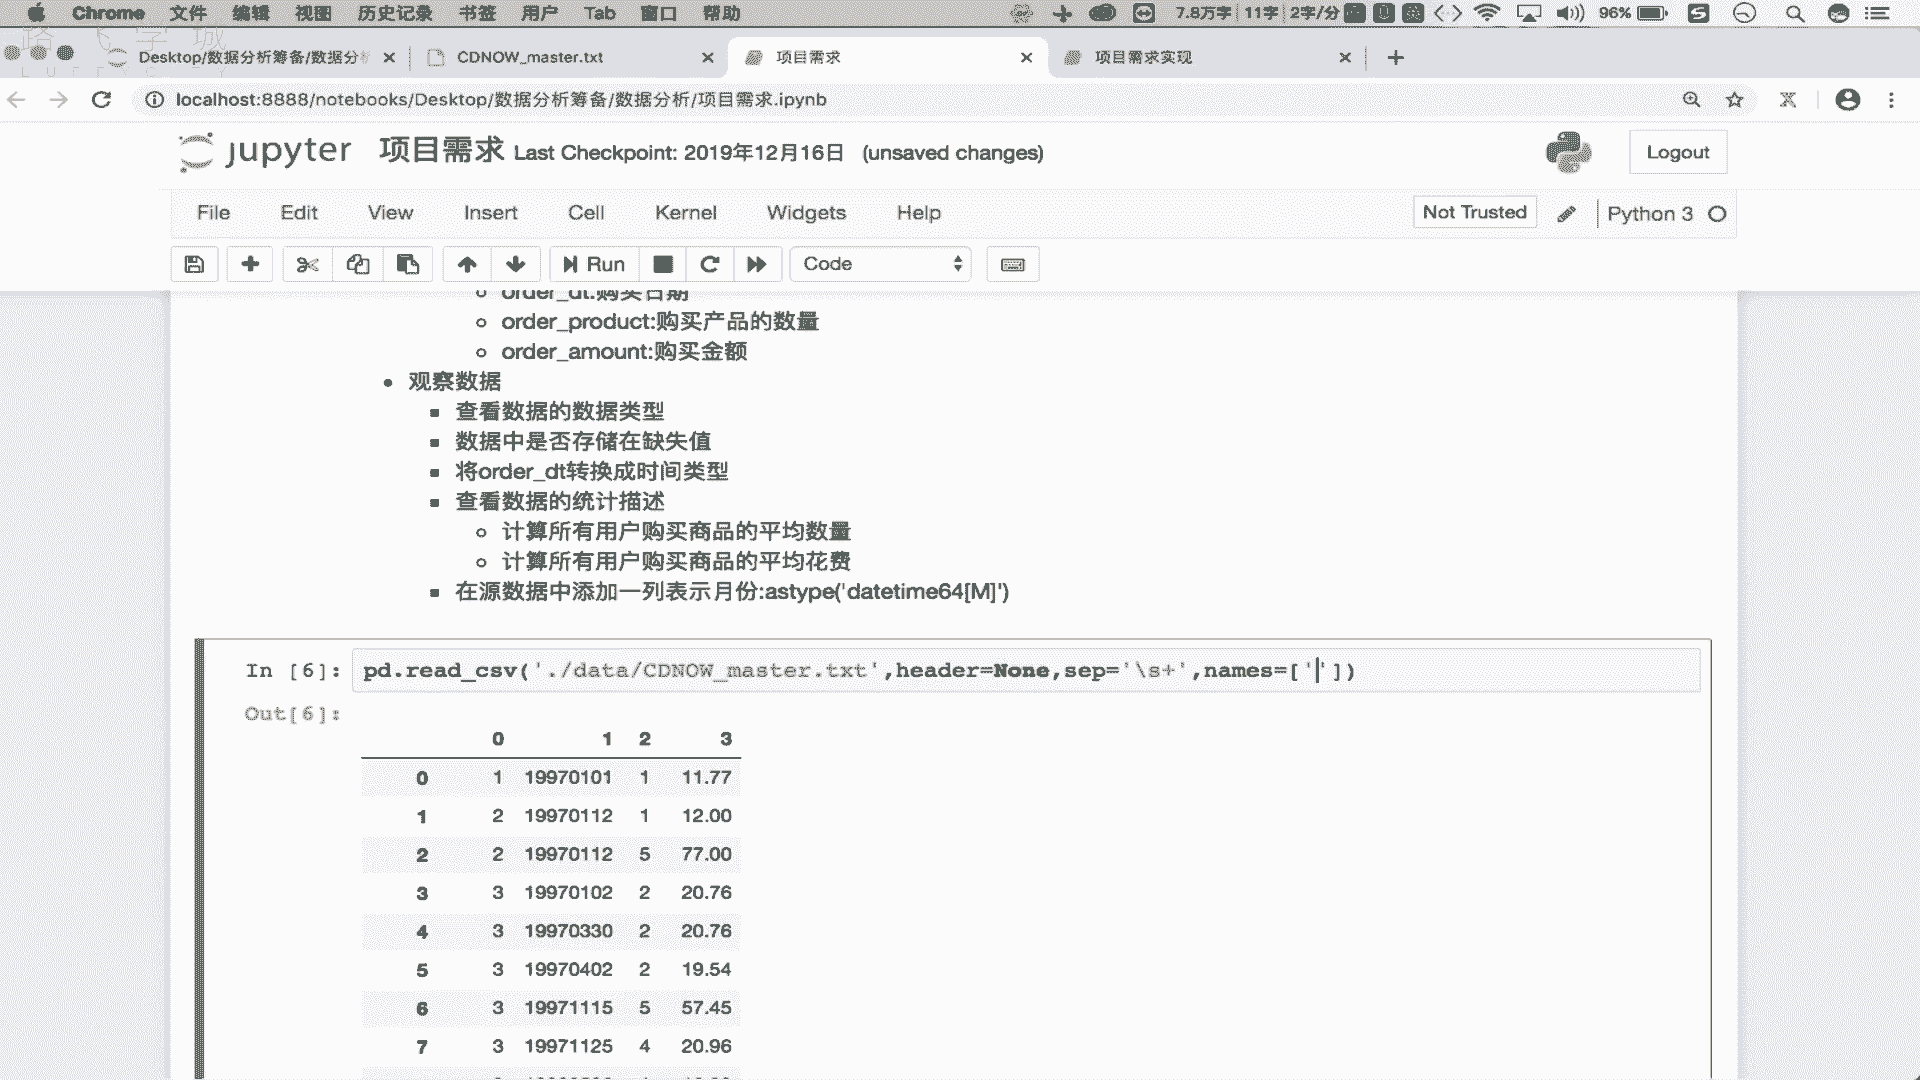 Chrome 文件 编辑 视图 历史记录 书签 用户 Tab 窗口 帮助 7.8万字 11字 2字/分 96%
Desktop/数据分析筹备/数据分析 CDNOW_master.txt 项目需求 项目需求实现
localhost:8888/notebooks/Desktop/数据分析筹备/数据分析/项目需求.ipynb
jupyter 项目需求 Last Checkpoint: 2019年12月16日 (unsaved changes) Logout
File Edit View Insert Cell Kernel Widgets Help Not Trusted Python 3
Run Code
order_dt:购买日期
order_product:购买产品的数量
order_amount:购买金额
观察数据
查看数据的数据类型
数据中是否存储在缺失值
将order_dt转换成时间类型
查看数据的统计描述
计算所有用户购买商品的平均数量
计算所有用户购买商品的平均花费
在源数据中添加一列表示月份:astype('datetime64[M]')
In [6]: pd.read_csv('./data/CDNOW_master.txt',header=None,sep='\s+',names=[''])
Out[6]:
0 1 2 3
0 1 19970101 1 11.77
1 2 19970112 1 12.00
2 2 19970112 5 77.00
3 3 19970102 2 20.76
4 3 19970330 2 20.76
5 3 19970402 2 19.54
6 3 19971115 5 57.45
7 3 19971125 4 20.96